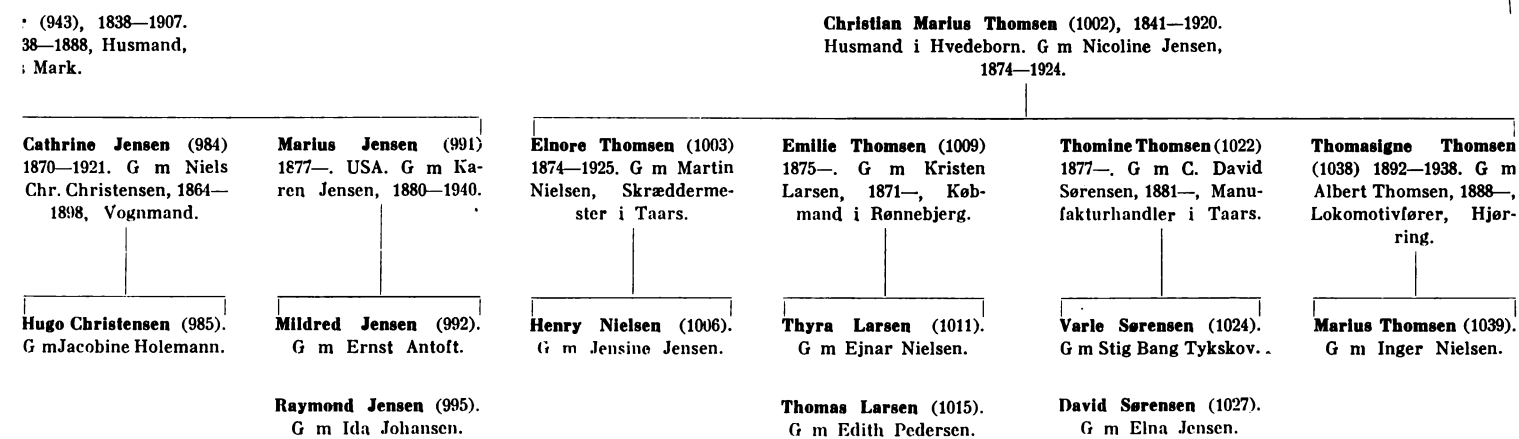 (943), 1838—1907.
38—1888, Husmand,
Mark.
Christian Marius Thomsen (1002), 1841—1920.
Husmand i Hvedeborn. G m Nicoline Jensen,
1874—1924.
Cathrine Jensen (984)
1870—1921. G m Niels
Chr. Christensen, 1864—
1898, Vognmand.
Marius Jensen (991)
1877—. USA. G m Ka-
ren Jensen, 1880—1940.
Elnore Thomsen (1003)
1874—1925. G m Martin
Nielsen, Skrædderme-
ster i Taars.
Emilie Thomsen (1009)
1875—. G m Kristen
Larsen, 1871—, Køb-
mand i Rønnebjerg.
Thomine Thomsen (1022)
1877—. G m C. David
Sørensen, 1881—, Manu-
fakturhandler i Taars.
Thomasigne Thomsen
(1038) 1892—1938. G m
Albert Thomsen, 1888—,
Lokomotivfører, Hjør-
ring.
Hugo Christensen (985).
G mJacobine Holemann.
Mildred Jensen (992).
G m Ernst Antoft.
Raymond Jensen (995).
G m Ida Johansen.
Henry Nielsen (1006).
G m Jensine Jensen.
Thyra Larsen (1011).
G m Ejnar Nielsen.
Thomas Larsen (1015).
G m Edith Pedersen.
Varle Sørensen (1024).
G m Stig Bang Tykskov.
David Sørensen (1027).
G m Elna Jensen.
Marius Thomsen (1039).
G m Inger Nielsen.